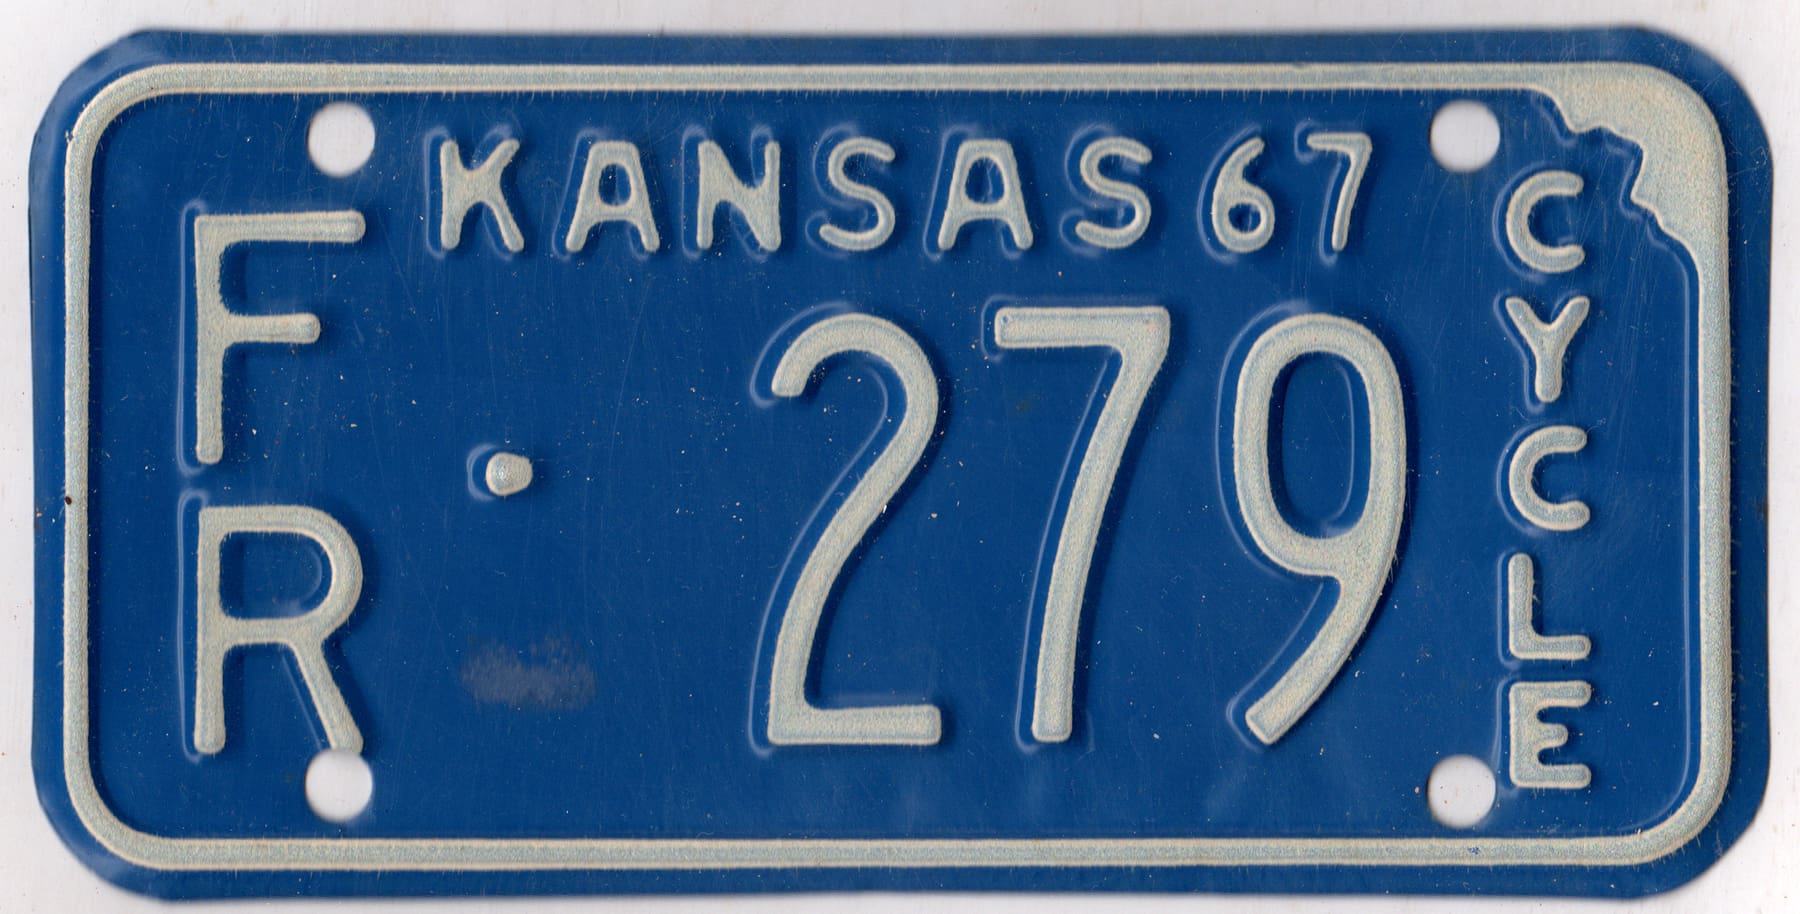 KANSAS 67
FR · 279
CYCLE